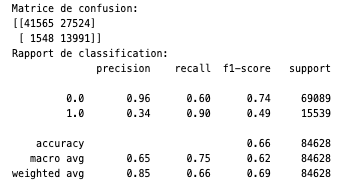 Matrice de confusion:
[[41565 27524]
 [ 1548 13991]]
Rapport de classification:
              precision    recall  f1-score   support

         0.0       0.96      0.60      0.74     69089
         1.0       0.34      0.90      0.49     15539

    accuracy                           0.66     84628
   macro avg       0.65      0.75      0.62     84628
weighted avg       0.85      0.66      0.69     84628